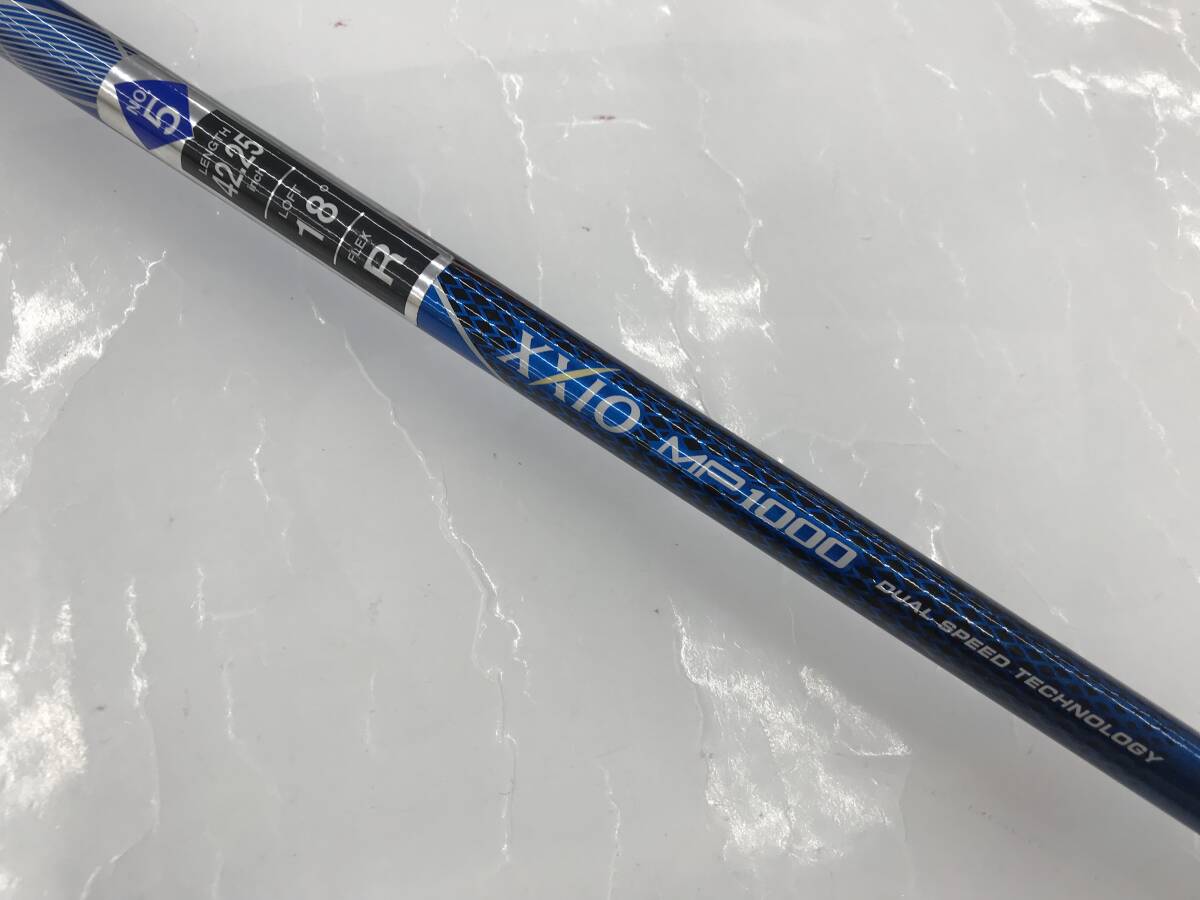 NO.
5
LENGTH
42.25
inch
LOFT
18°
FLEX
R
XXIO MP1000 DUAL SPEED TECHNOLOGY